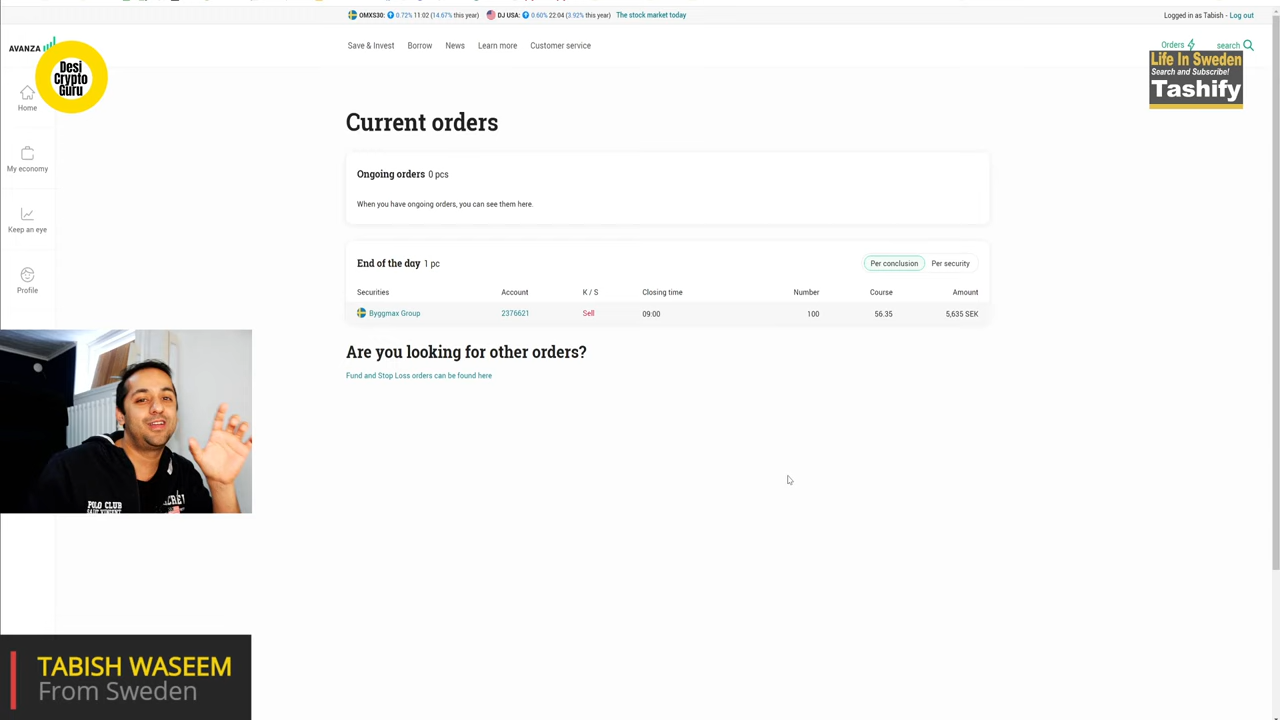 OMXS30: 0.72% 11:02 (14.67% this year) DJ USA: 0.60% 22:04 (3.92% this year) The stock market today
Logged in as Tabish - Log out
AVANZA
Save & Invest Borrow News Learn more Customer service
Orders search
Desi
Crypto
Guru
Life In Sweden
Search and Subscribe!
Tashify
Home
My economy
Keep an eye
Profile
Current orders
Ongoing orders 0 pcs
When you have ongoing orders, you can see them here.
End of the day 1 pc
Per conclusion Per security
Securities Account K / S Closing time Number Course Amount
Byggmax Group 2376621 Sell 09:00 100 56.35 5,635 SEK
Are you looking for other orders?
Fund and Stop Loss orders can be found here
POLO CLUB
TABISH WASEEM
From Sweden